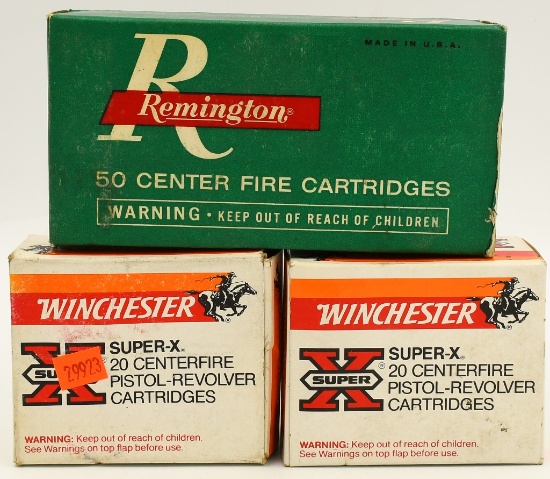 MADE IN U.S.A.
R
Remington®
50 CENTER FIRE CARTRIDGES
WARNING • KEEP OUT OF REACH OF CHILDREN
WINCHESTER®
X
SUPER
29923
SUPER-X®
20 CENTERFIRE
PISTOL-REVOLVER
CARTRIDGES
WARNING: Keep out of reach of children.
See Warnings on top flap before use.
WINCHESTER®
X
SUPER®
SUPER-X®
20 CENTERFIRE
PISTOL-REVOLVER
CARTRIDGES
WARNING: Keep out of reach of children.
See Warnings on top flap before use.